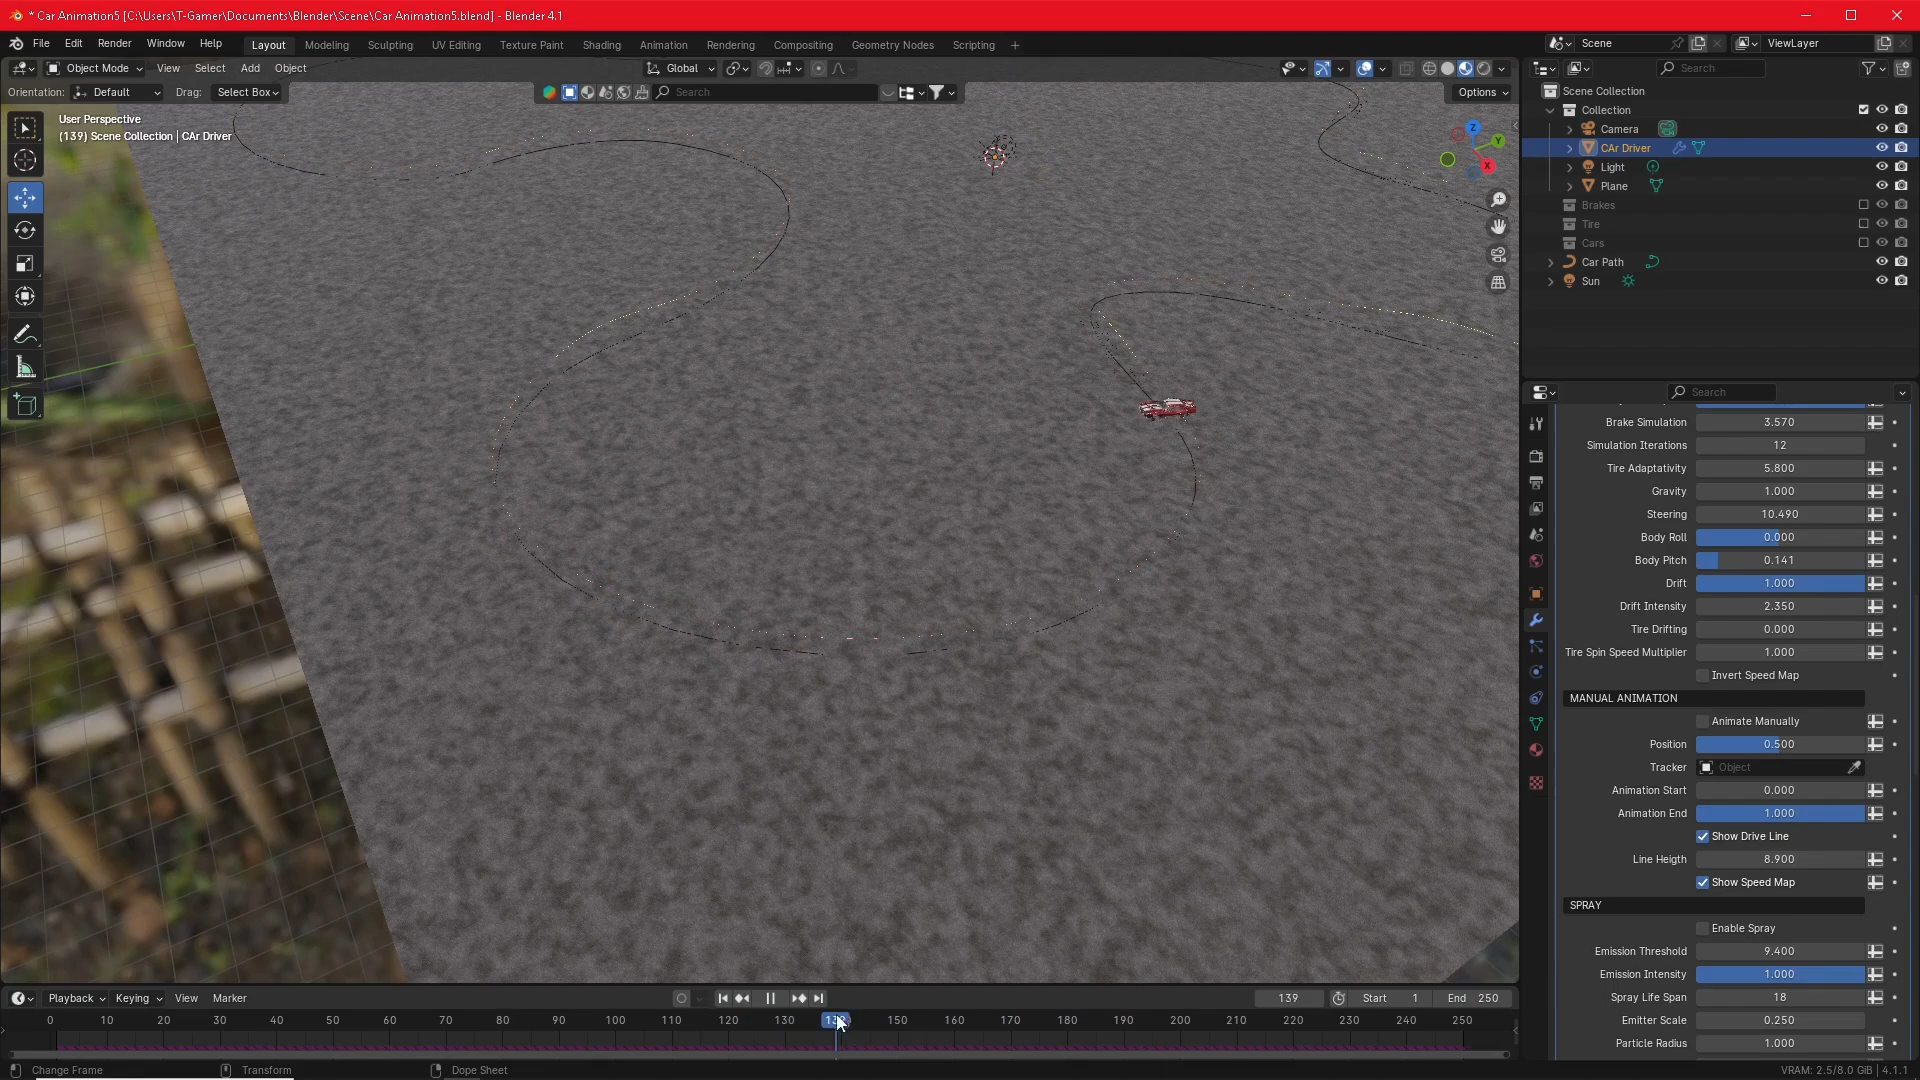 * Car Animation5 [C:\Users\T-Gamer\Documents\Blender\Scene\Car Animation5.blend] - Blender 4.1
File Edit Render Window Help
Layout Modeling Sculpting UV Editing Texture Paint Shading Animation Rendering Compositing Geometry Nodes Scripting +
Scene
ViewLayer
Object Mode View Select Add Object
Global
Search
Orientation: Default Drag: Select Box
Search
Options
User Perspective
(139) Scene Collection | CAr Driver
Z
Y
X
Scene Collection
Collection
Camera
CAr Driver
Light
Plane
Brakes
Tire
Cars
Car Path
Sun
Search
Brake Simulation 3.570
Simulation Iterations 12
Tire Adaptativity 5.800
Gravity 1.000
Steering 10.490
Body Roll 0.000
Body Pitch 0.141
Drift 1.000
Drift Intensity 2.350
Tire Drifting 0.000
Tire Spin Speed Multiplier 1.000
Invert Speed Map
MANUAL ANIMATION
Animate Manually
Position 0.500
Tracker Object
Animation Start 0.000
Animation End 1.000
Show Drive Line
Line Heigth 8.900
Show Speed Map
SPRAY
Enable Spray
Emission Threshold 9.400
Emission Intensity 1.000
Spray Life Span 18
Emitter Scale 0.250
Particle Radius 1.000
Playback Keying View Marker
139 Start 1 End 250
0 10 20 30 40 50 60 70 80 90 100 110 120 130 150 160 170 180 190 200 210 220 230 240 250
Change Frame Transform Dope Sheet
VRAM: 2.5/8.0 GiB | 4.1.1